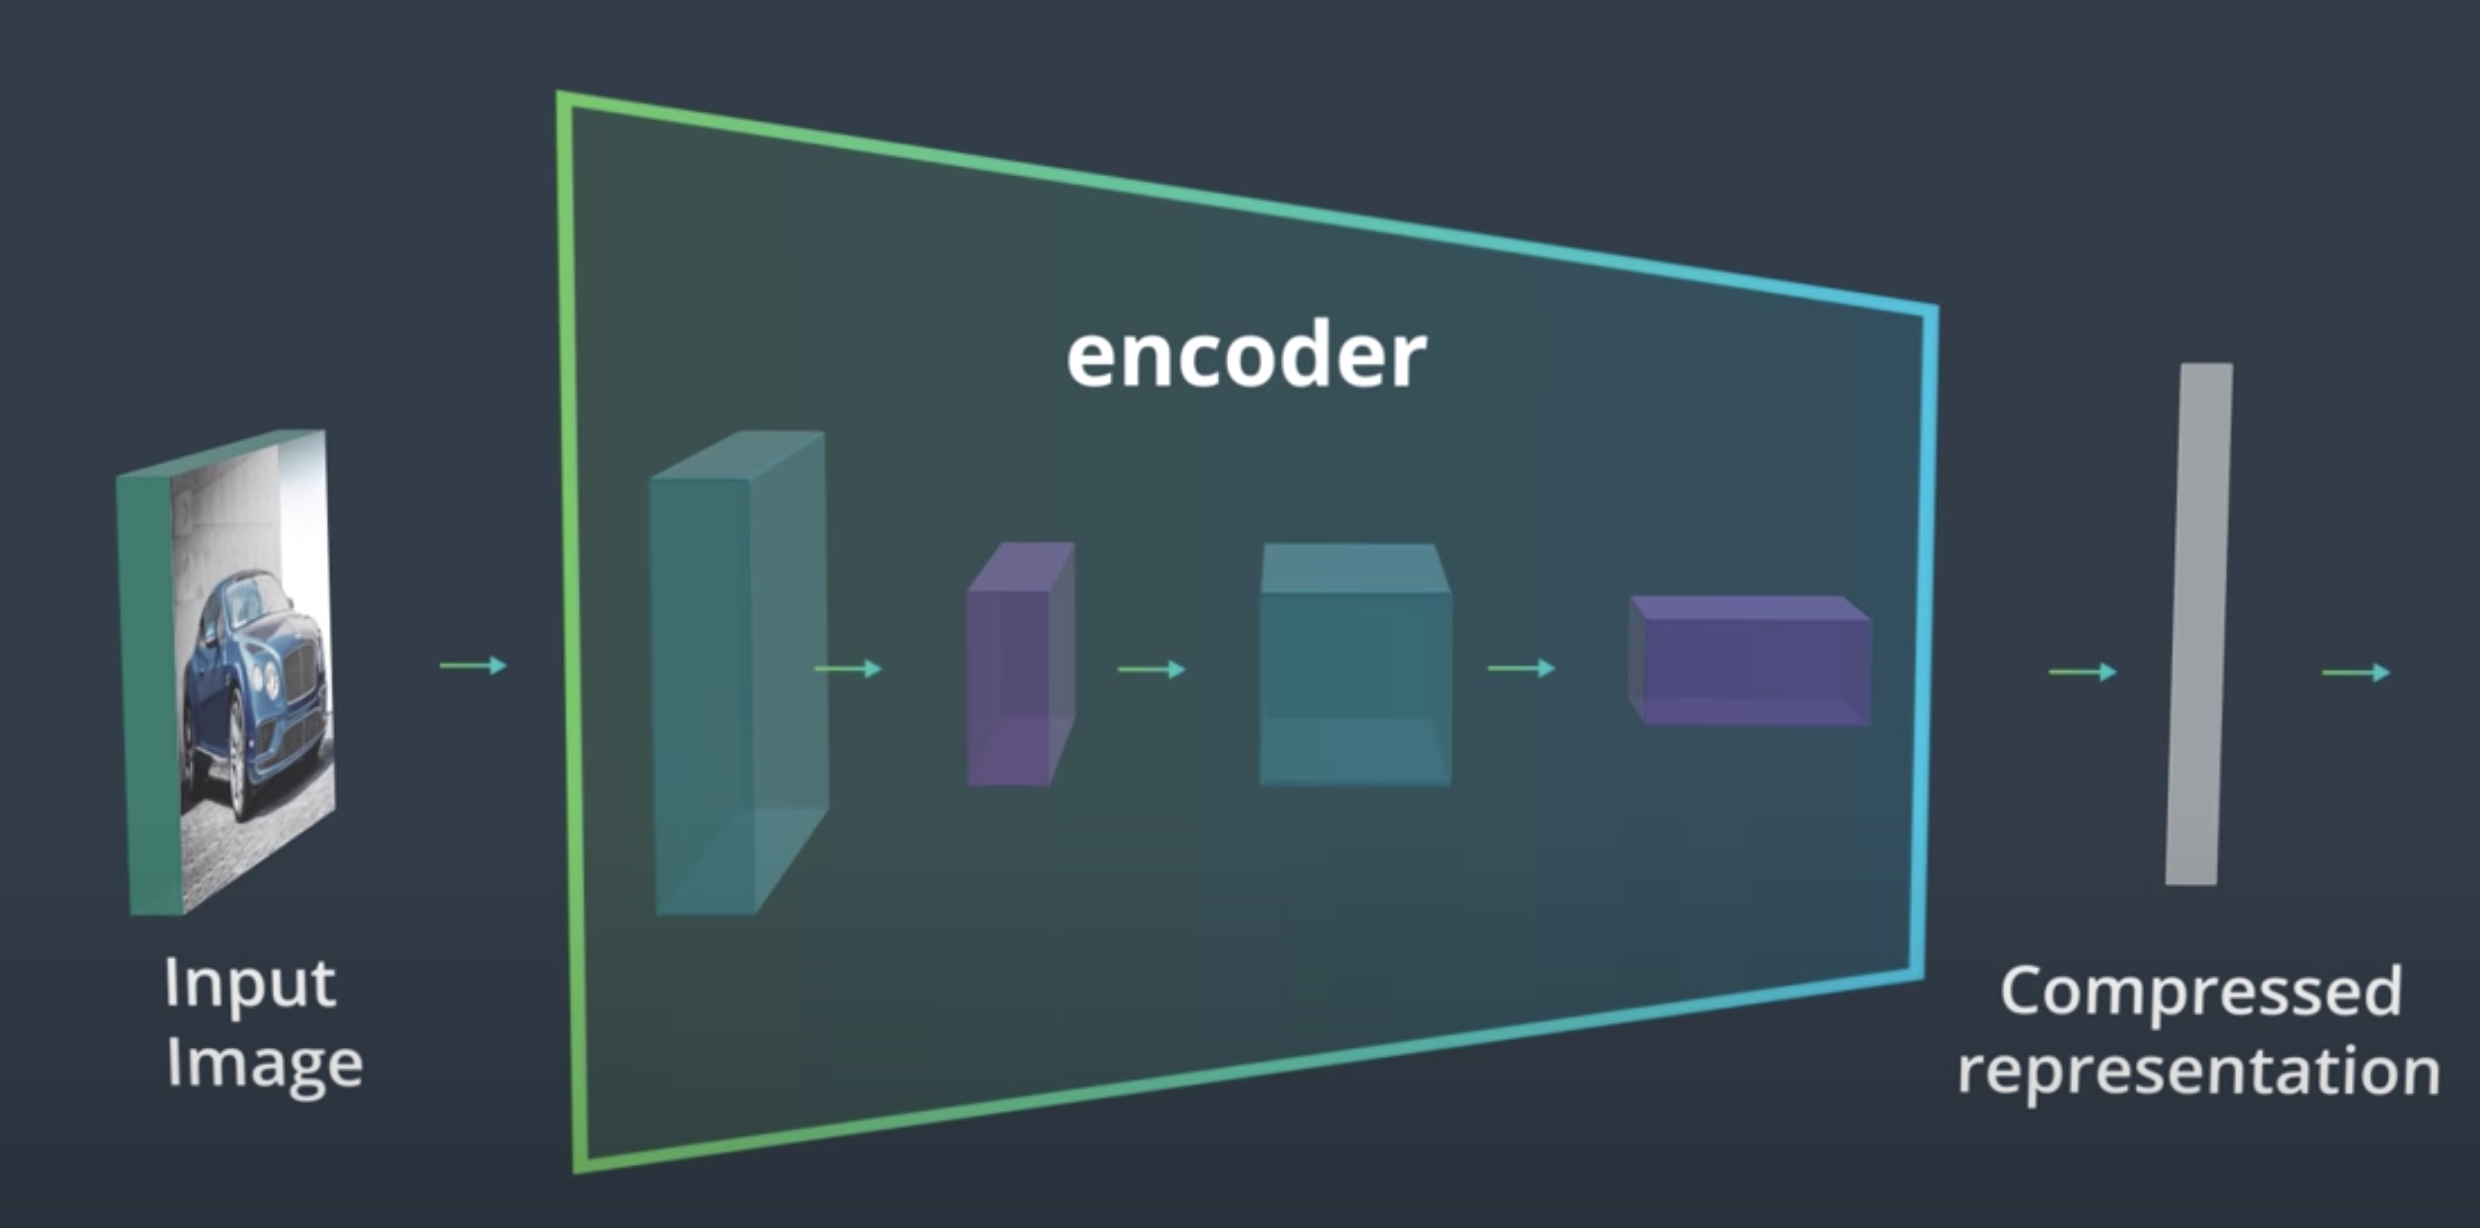 encoder
Input
Image
Compressed
representation